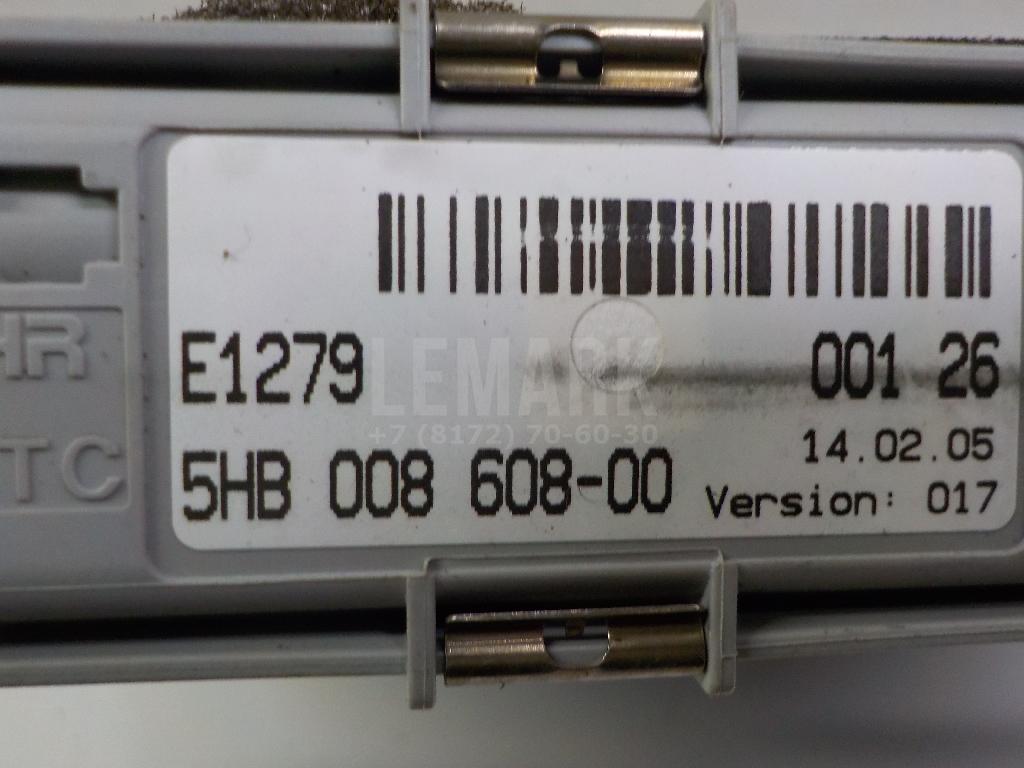 HR
TC
E1279
001 26
LEMARK
+7 (8172) 70-60-30
14.02.05
5HB 008 608-00
Version: 017